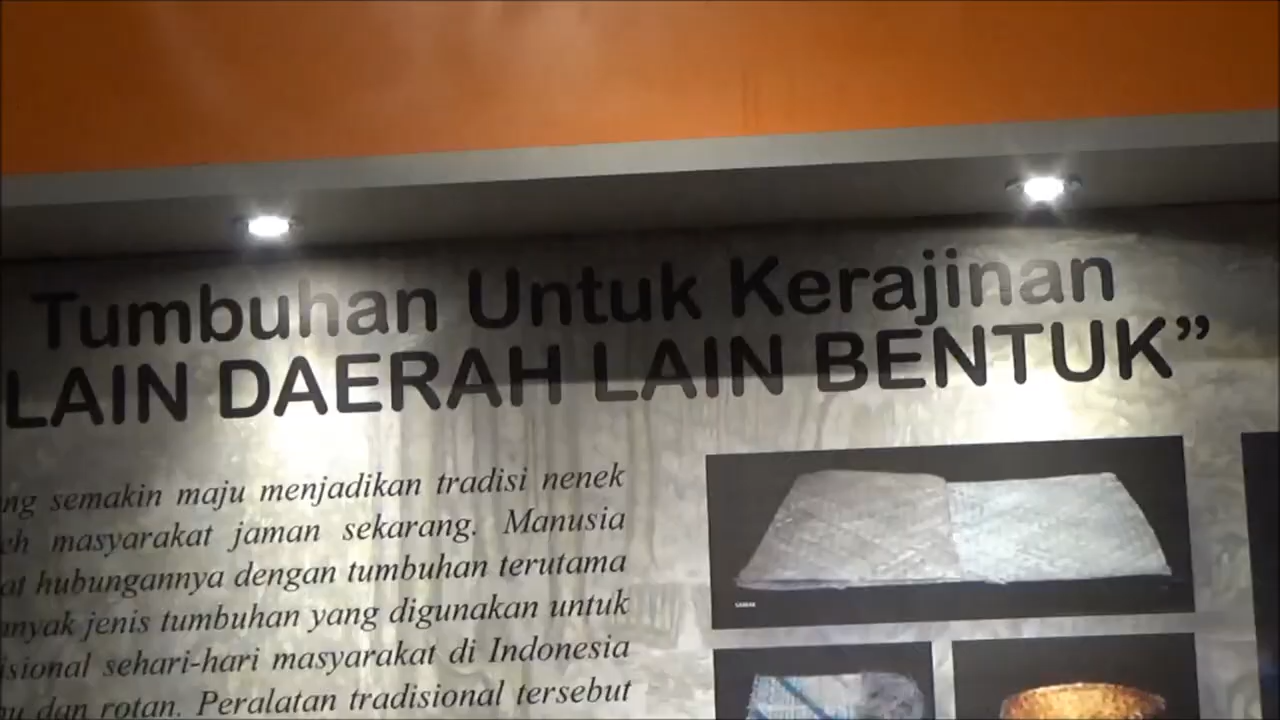 Tumbuhan Untuk Kerajinan
LAIN DAERAH LAIN BENTUK”
semakin maju menjadikan tradisi nenek
masyarakat jaman sekarang. Manusia
hubungannya dengan tumbuhan terutama
jenis tumbuhan yang digunakan untuk
sehari-hari masyarakat di Indonesia
dan rotan. Peralatan tradisional tersebut